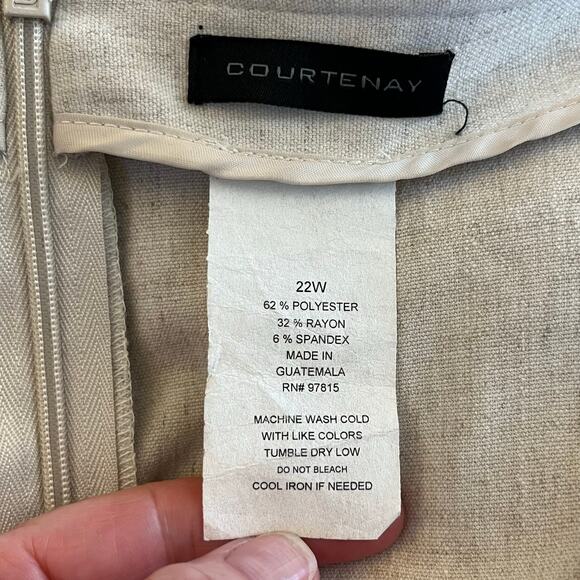 COURTENAY
22W
62 % POLYESTER
32 % RAYON
6 % SPANDEX
MADE IN
GUATEMALA
RN# 97815
MACHINE WASH COLD
WITH LIKE COLORS
TUMBLE DRY LOW
DO NOT BLEACH
COOL IRON IF NEEDED